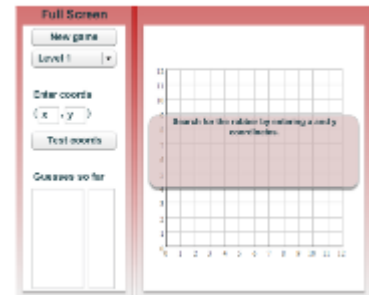 Full Screen
New game
Level 1
Enter coords
( x , y )
Test coords
Guesses so far
Search for the robber by entering x and y
coordinates.
12
11
10
9
8
7
6
5
4
3
2
1
0 1 2 3 4 5 6 7 8 9 10 11 12